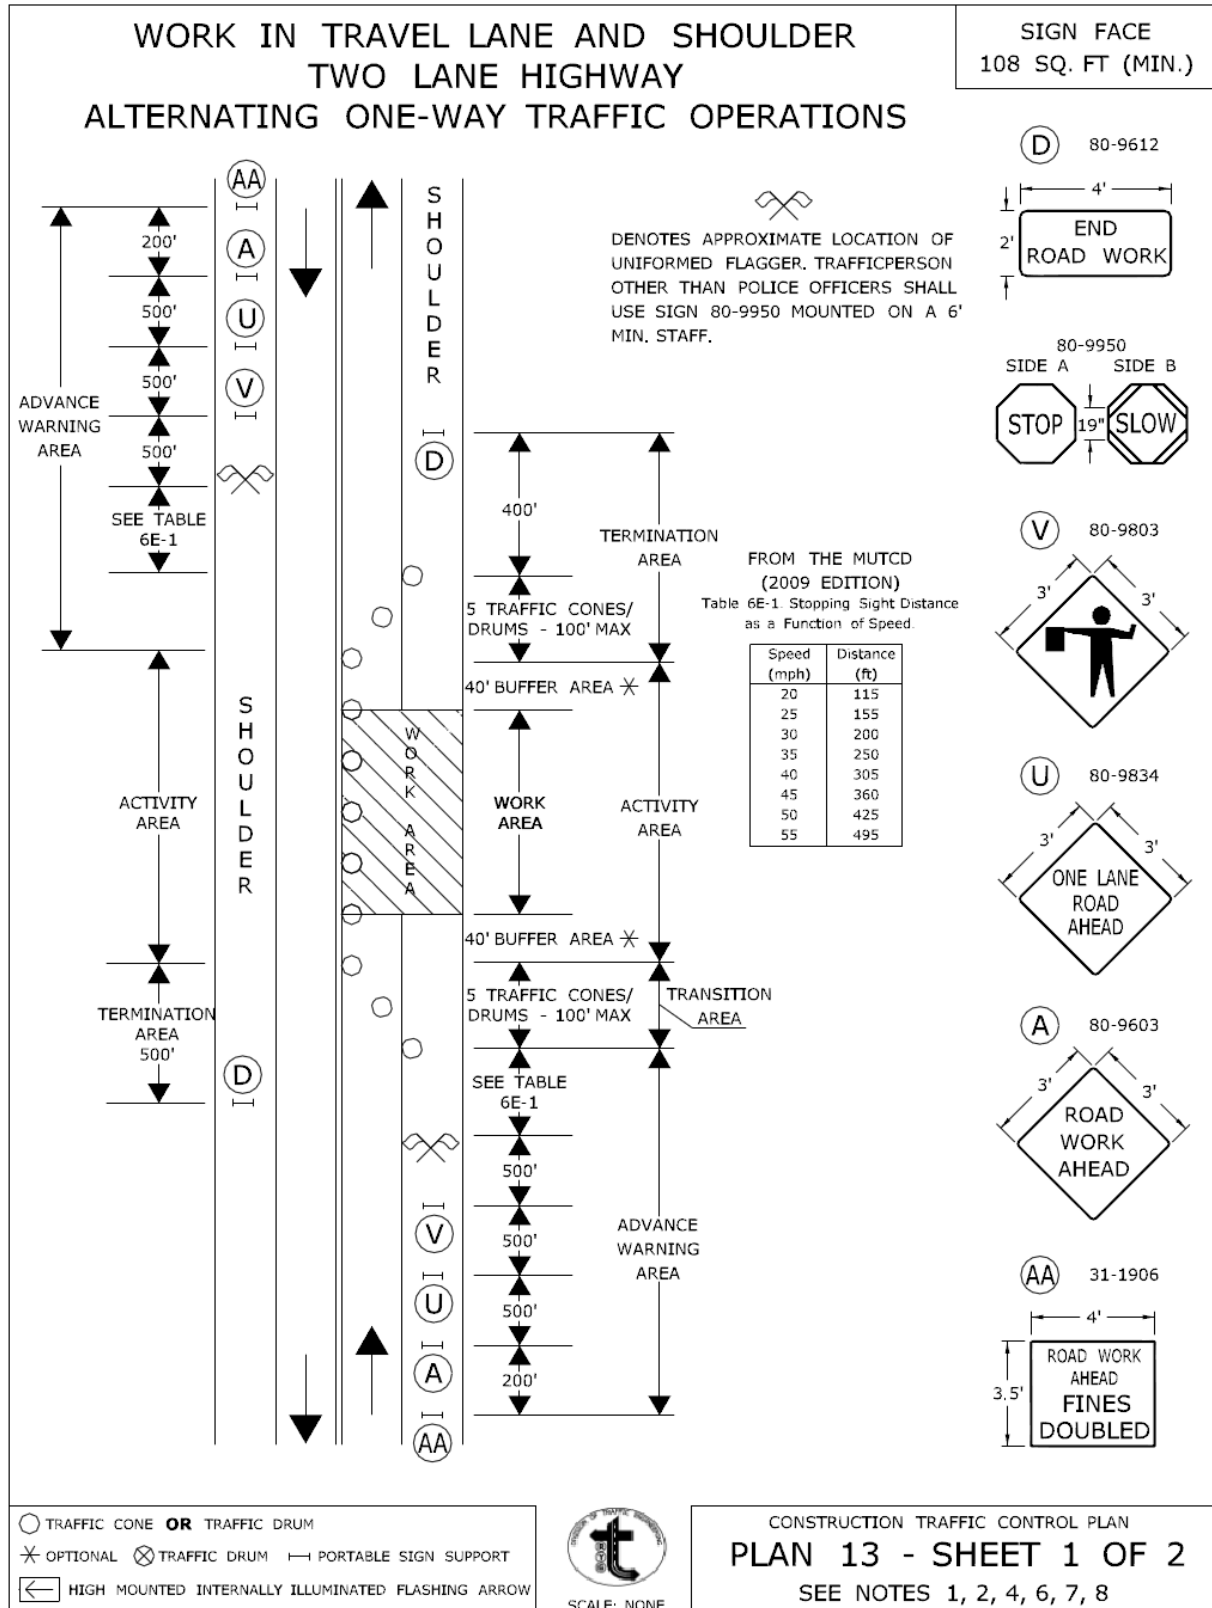 WORK IN TRAVEL LANE AND SHOULDER
TWO LANE HIGHWAY
ALTERNATING ONE-WAY TRAFFIC OPERATIONS
SIGN FACE
108 SQ. FT (MIN.)
AA
A
U
V
200'
500'
500'
500'
SEE TABLE
6E-1
ADVANCE
WARNING
AREA
SHOULDER
ACTIVITY
AREA
TERMINATION
AREA
500'
D
SHOULDER
D
400'
TERMINATION
AREA
5 TRAFFIC CONES/
DRUMS - 100' MAX
40' BUFFER AREA
WORK AREA
WORK
AREA
ACTIVITY
AREA
40' BUFFER AREA
5 TRAFFIC CONES/
DRUMS - 100' MAX
TRANSITION
AREA
SEE TABLE
6E-1
500'
500'
500'
200'
V
U
A
AA
ADVANCE
WARNING
AREA
DENOTES APPROXIMATE LOCATION OF
UNIFORMED FLAGGER. TRAFFICPERSON
OTHER THAN POLICE OFFICERS SHALL
USE SIGN 80-9950 MOUNTED ON A 6'
MIN. STAFF.
FROM THE MUTCD
(2009 EDITION)
Table 6E-1. Stopping Sight Distance
as a Function of Speed.
Speed Distance
(mph) (ft)
20 115
25 155
30 200
35 250
40 305
45 360
50 425
55 495
D 80-9612
4'
2'
END
ROAD WORK
80-9950
SIDE A SIDE B
STOP 19" SLOW
V 80-9803
3' 3'
U 80-9834
3' 3'
ONE LANE
ROAD
AHEAD
A 80-9603
3' 3'
ROAD
WORK
AHEAD
AA 31-1906
4'
3.5'
ROAD WORK
AHEAD
FINES
DOUBLED
TRAFFIC CONE OR TRAFFIC DRUM
OPTIONAL TRAFFIC DRUM PORTABLE SIGN SUPPORT
HIGH MOUNTED INTERNALLY ILLUMINATED FLASHING ARROW
DIVISION OF TRAFFIC ENGINEERING
SCALE: NONE
CONSTRUCTION TRAFFIC CONTROL PLAN
PLAN 13 - SHEET 1 OF 2
SEE NOTES 1, 2, 4, 6, 7, 8